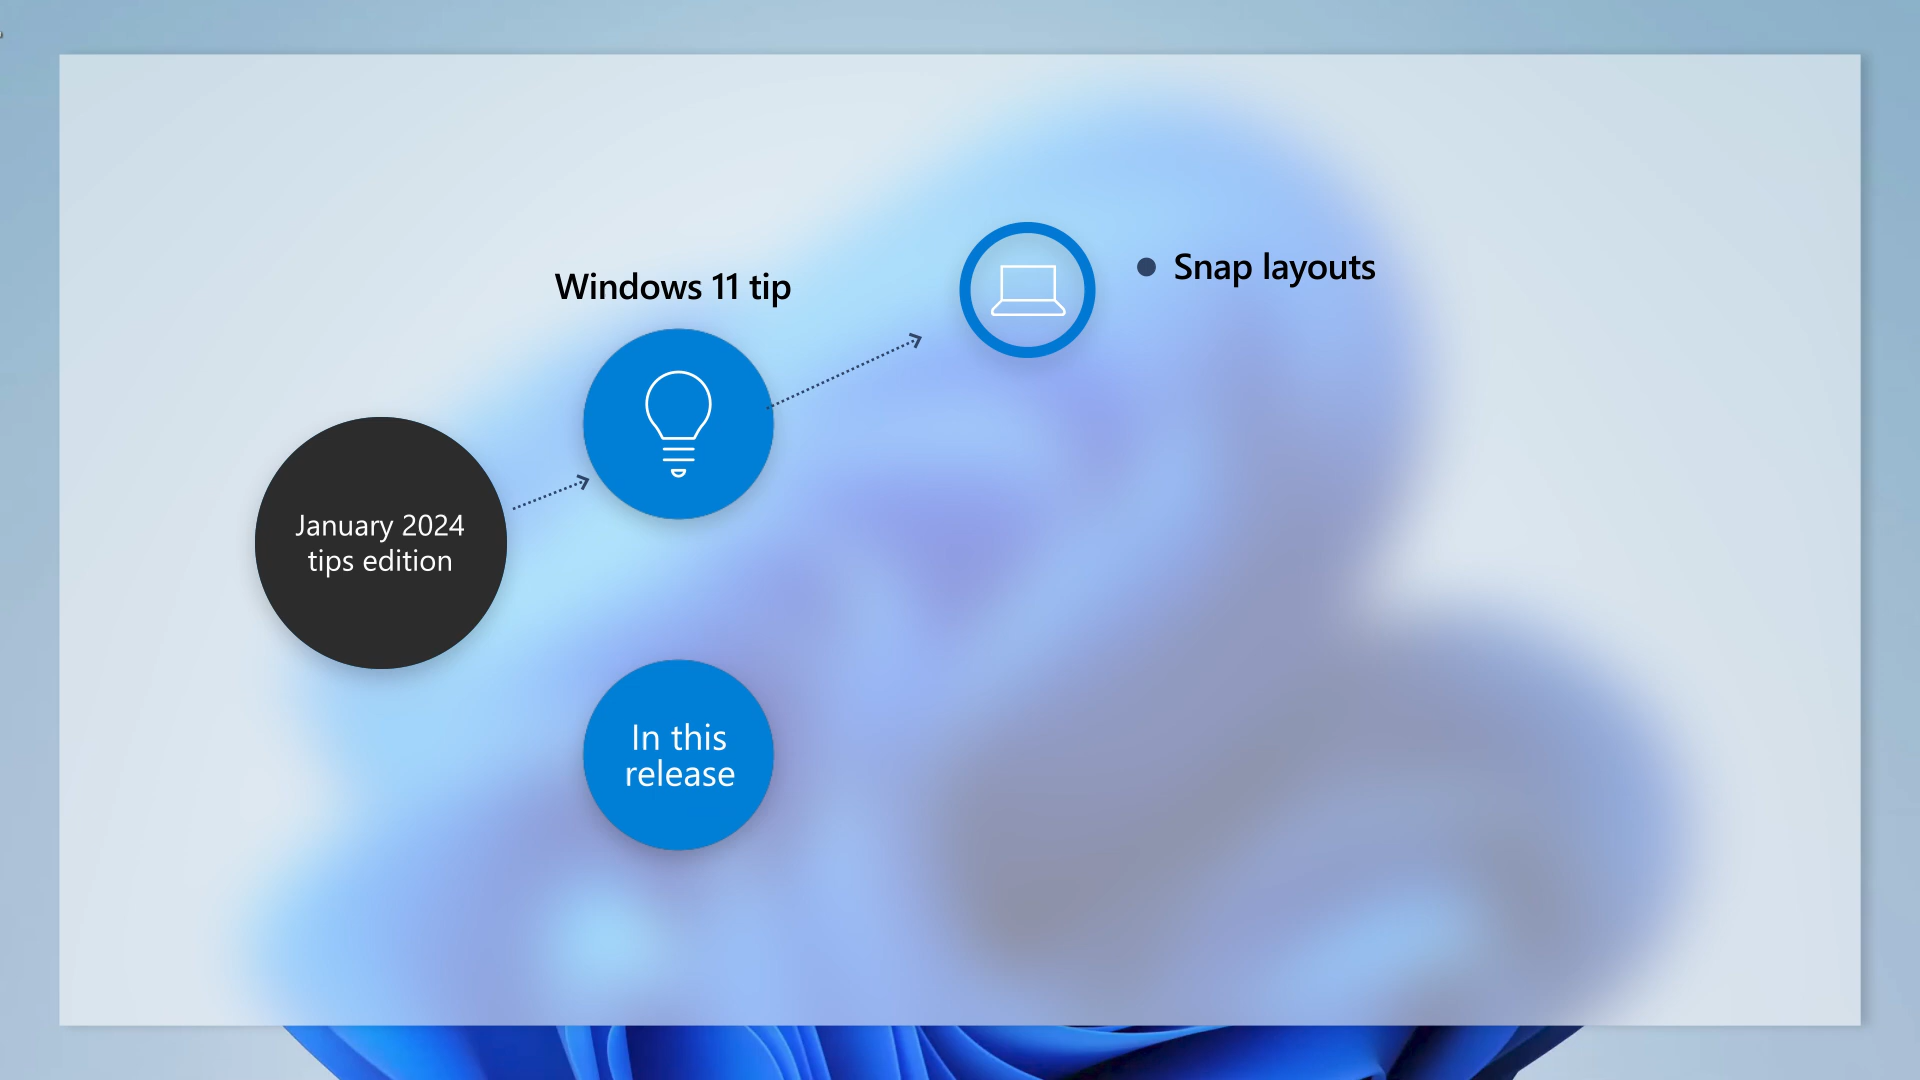 Windows 11 tip
Snap layouts
January 2024
tips edition
In this
release